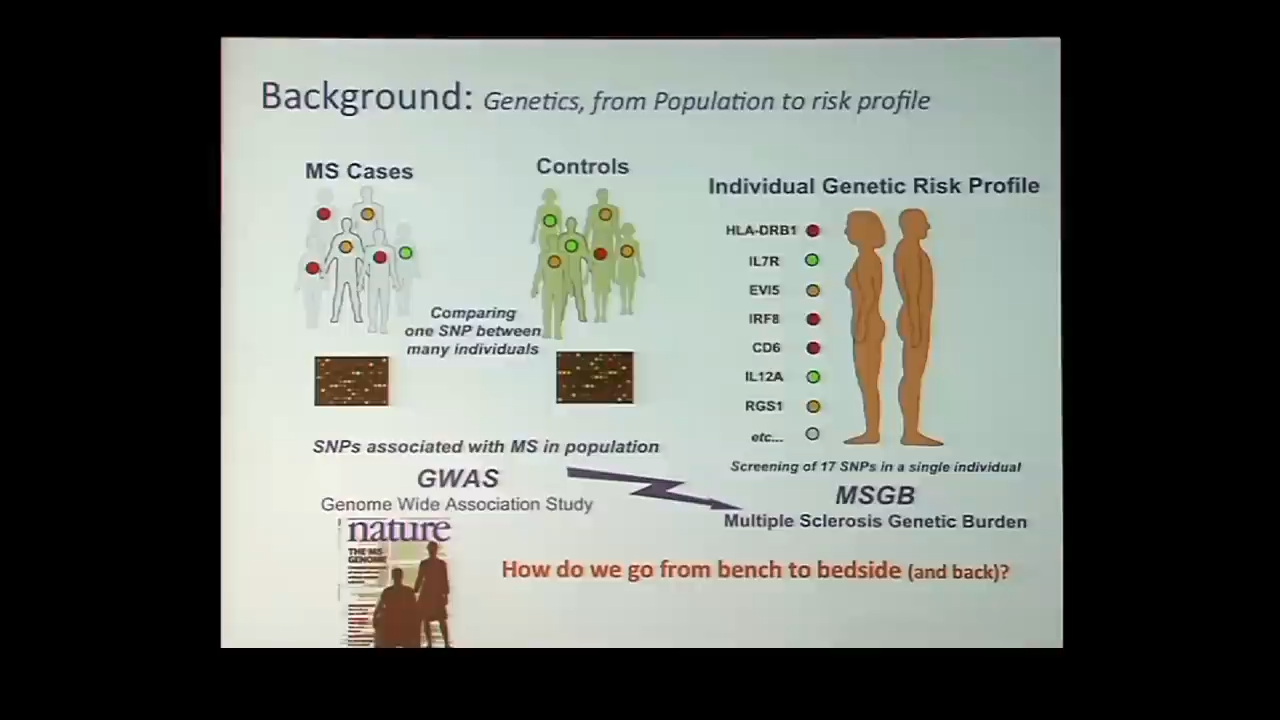 Background: Genetics, from Population to risk profile
MS Cases
Controls
Comparing
one SNP between
many individuals
SNPs associated with MS in population
GWAS
Genome Wide Association Study
nature
THE MS
GENOME
Individual Genetic Risk Profile
HLA-DRB1
IL7R
EVI5
IRF8
CD6
IL12A
RGS1
etc...
Screening of 17 SNPs in a single individual
MSGB
Multiple Sclerosis Genetic Burden
How do we go from bench to bedside (and back)?